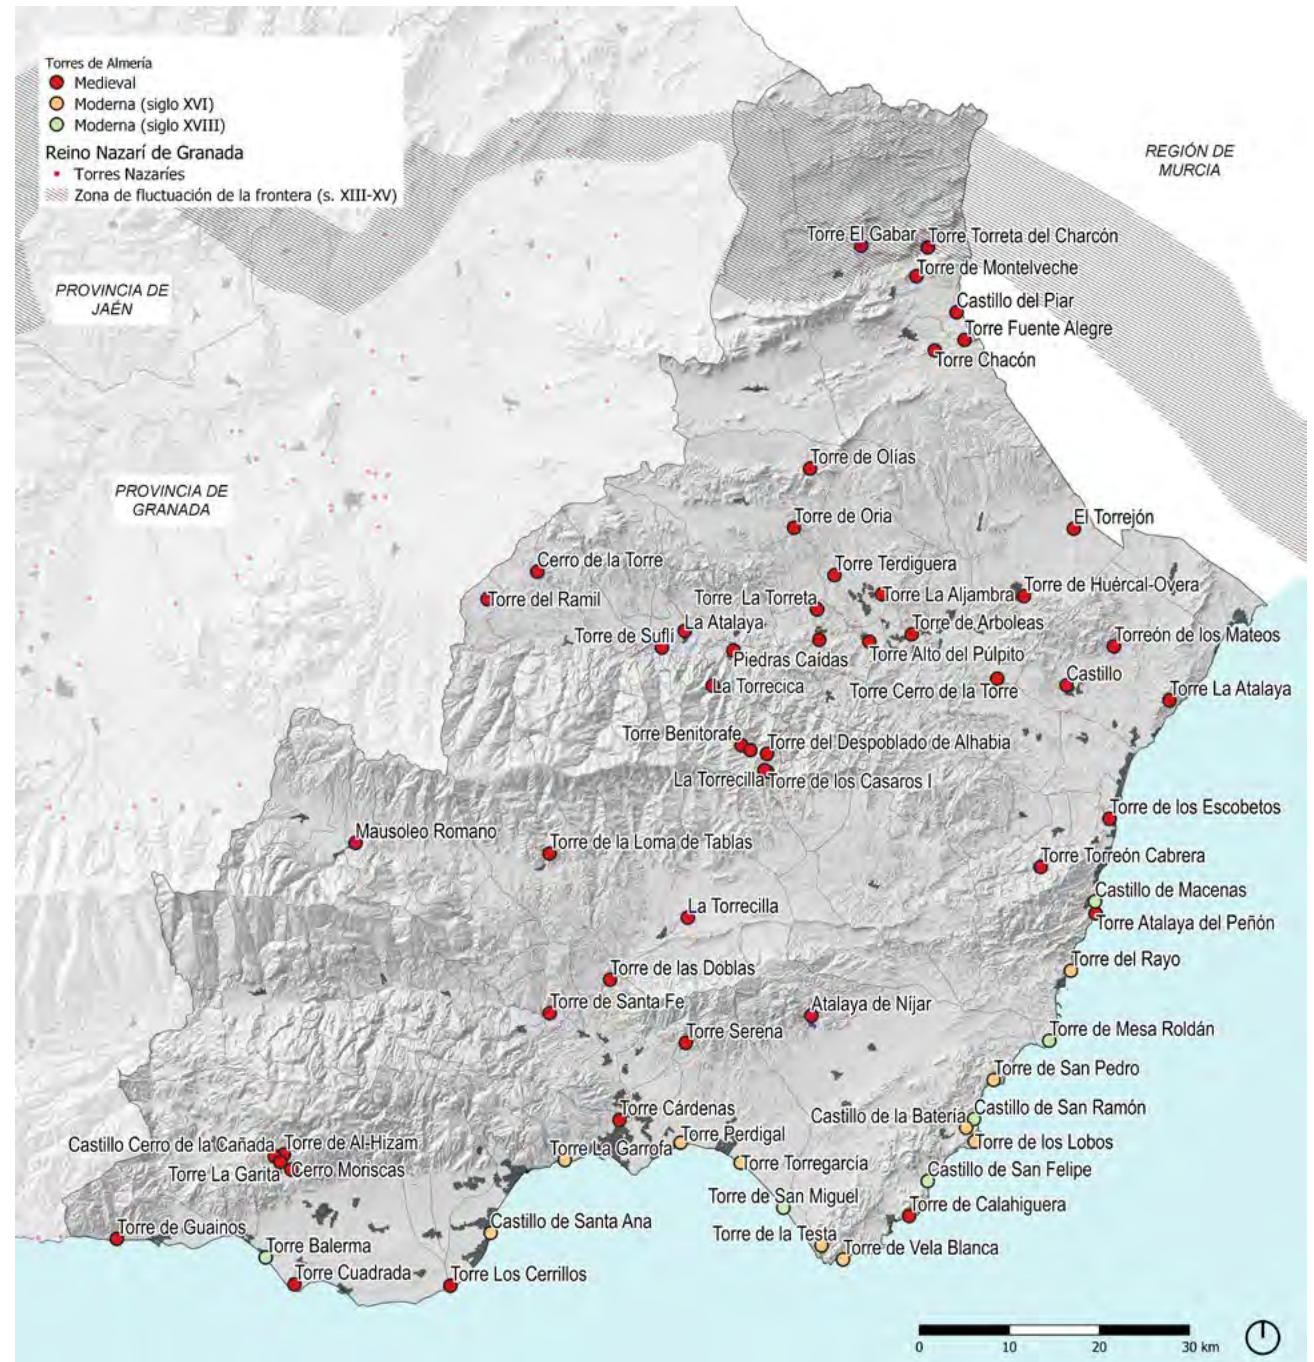 Torres de Almería
Medieval
Moderna (siglo XVI)
Moderna (siglo XVIII)
Reino Nazarí de Granada
Torres Nazaríes
Zona de fluctuación de la frontera (s. XIII-XV)
REGIÓN DE
MURCIA
PROVINCIA DE
JAÉN
PROVINCIA DE
GRANADA
Torre El Gabar
Torre Torreta del Charcón
Torre de Montelveche
Castillo del Piar
Torre Fuente Alegre
Torre Chacón
Torre de Olías
Torre de Oria
El Torrejón
Cerro de la Torre
Torre Terdiguera
Torre del Ramil
Torre La Torreta
Torre La Aljambra
Torre de Huércal-Overa
La Atalaya
Torre de Suflí
Torre de Arboleas
Piedras Caídas
Torre Alto del Púlpito
Torreón de los Mateos
La Torrecica
Torre Cerro de la Torre
Castillo
Torre La Atalaya
Torre Benitorafe
Torre del Despoblado de Alhabia
La Torrecilla
Torre de los Casaros I
Torre de los Escobetos
Mausoleo Romano
Torre de la Loma de Tablas
Torre Torreón Cabrera
Castillo de Macenas
La Torrecilla
Torre Atalaya del Peñón
Torre del Rayo
Torre de las Doblas
Torre de Santa Fe
Atalaya de Níjar
Torre Serena
Torre de Mesa Roldán
Torre de San Pedro
Torre Cárdenas
Castillo de la Batería
Castillo de San Ramón
Torre Perdigal
Torre de los Lobos
Castillo Cerro de la Cañada
Torre de Al-Hizam
Torre La Garrofa
Torre La Garita
Cerro Moriscas
Torre Torregarcía
Castillo de San Felipe
Torre de San Miguel
Torre de Calahiguera
Torre de Guainos
Castillo de Santa Ana
Torre de la Testa
Torre Balerma
Torre de Vela Blanca
Torre Cuadrada
Torre Los Cerrillos
0 10 20 30 km